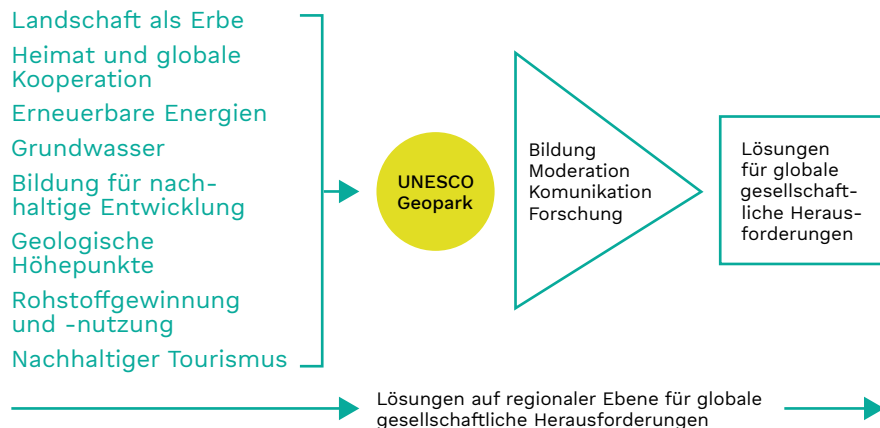 Landschaft als Erbe
Heimat und globale
Kooperation
Erneuerbare Energien
Grundwasser
Bildung für nach-
haltige Entwicklung
Geologische
Höhepunkte
Rohstoffgewinnung
und -nutzung
Nachhaltiger Tourismus
UNESCO
Geopark
Bildung
Moderation
Komunikation
Forschung
Lösungen
für globale
gesellschaft-
liche Heraus-
forderungen
Lösungen auf regionaler Ebene für globale
gesellschaftliche Herausforderungen